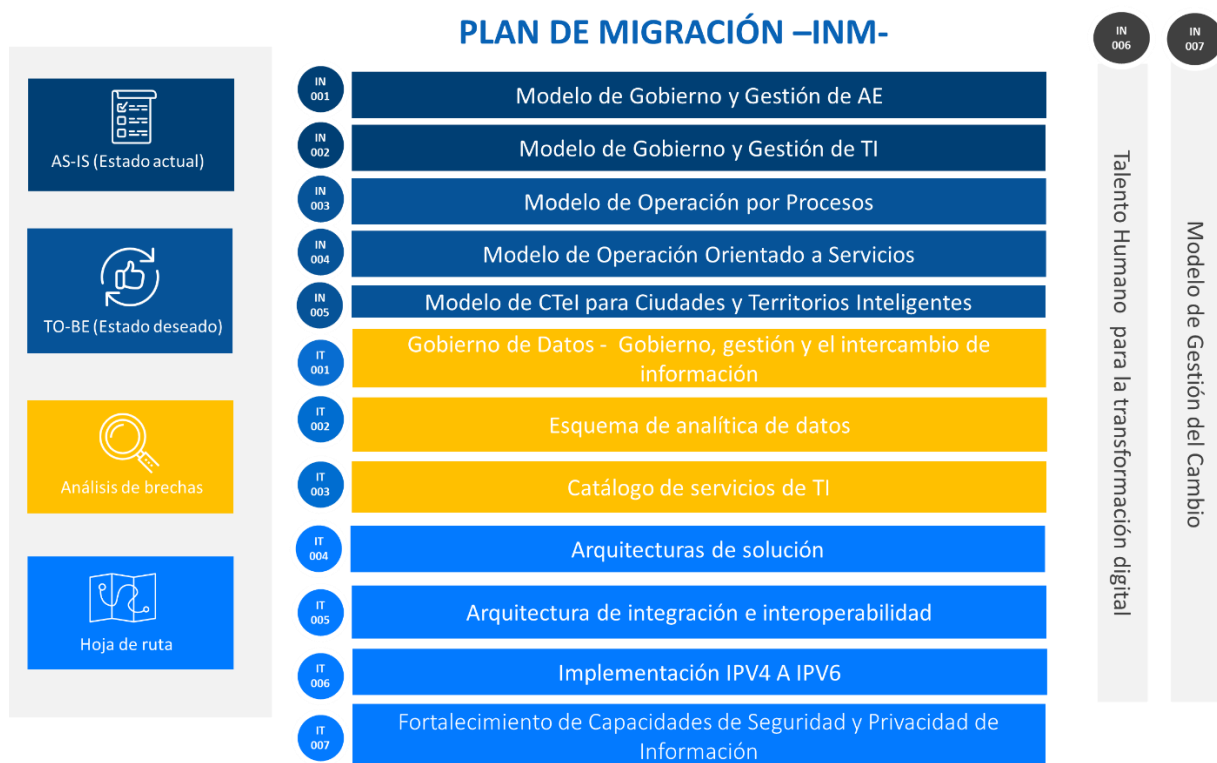 PLAN DE MIGRACIÓN –INM-
AS-IS (Estado actual)
TO-BE (Estado deseado)
Análisis de brechas
Hoja de ruta
IN
001
Modelo de Gobierno y Gestión de AE
IN
002
Modelo de Gobierno y Gestión de TI
IN
003
Modelo de Operación por Procesos
IN
004
Modelo de Operación Orientado a Servicios
IN
005
Modelo de CTeI para Ciudades y Territorios Inteligentes
IT
001
Gobierno de Datos - Gobierno, gestión y el intercambio de
información
IT
002
Esquema de analítica de datos
IT
003
Catálogo de servicios de TI
IT
004
Arquitecturas de solución
IT
005
Arquitectura de integración e interoperabilidad
IT
006
Implementación IPV4 A IPV6
IT
007
Fortalecimiento de Capacidades de Seguridad y Privacidad de
Información
IN
006
Talento Humano para la transformación digital
IN
007
Modelo de Gestión del Cambio